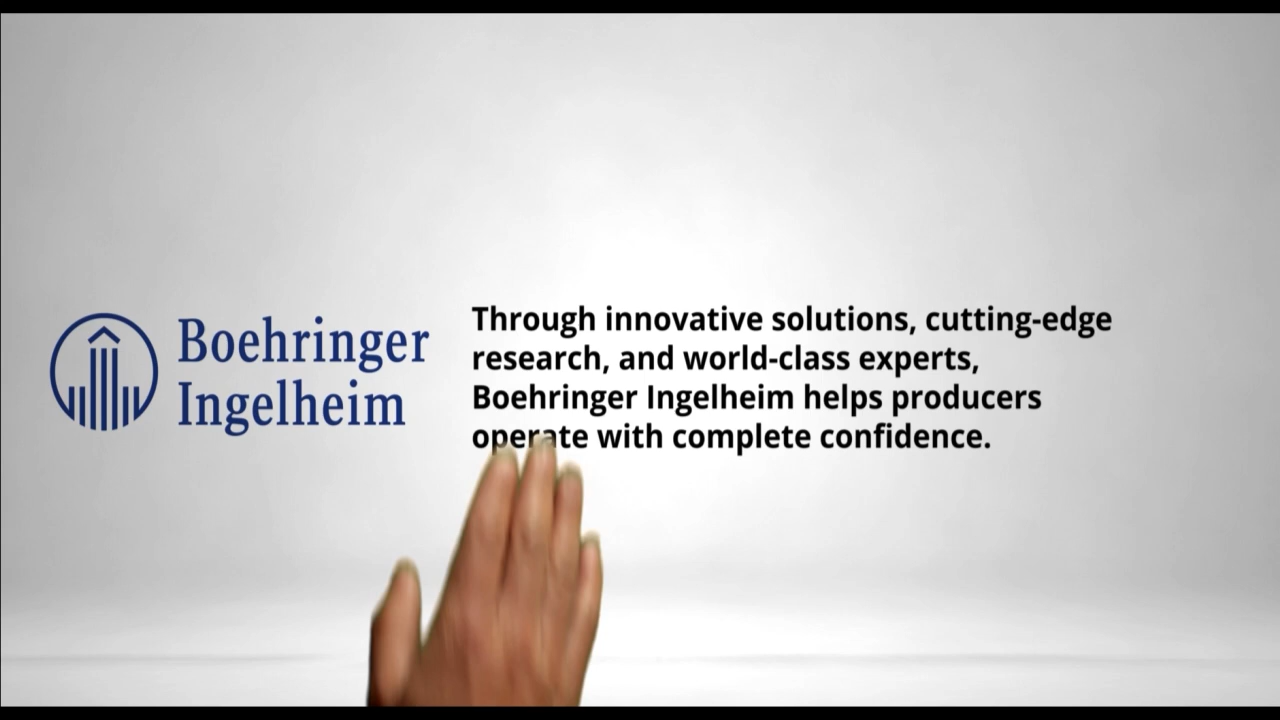 Boehringer
Ingelheim
Through innovative solutions, cutting-edge
research, and world-class experts,
Boehringer Ingelheim helps producers
operate with complete confidence.